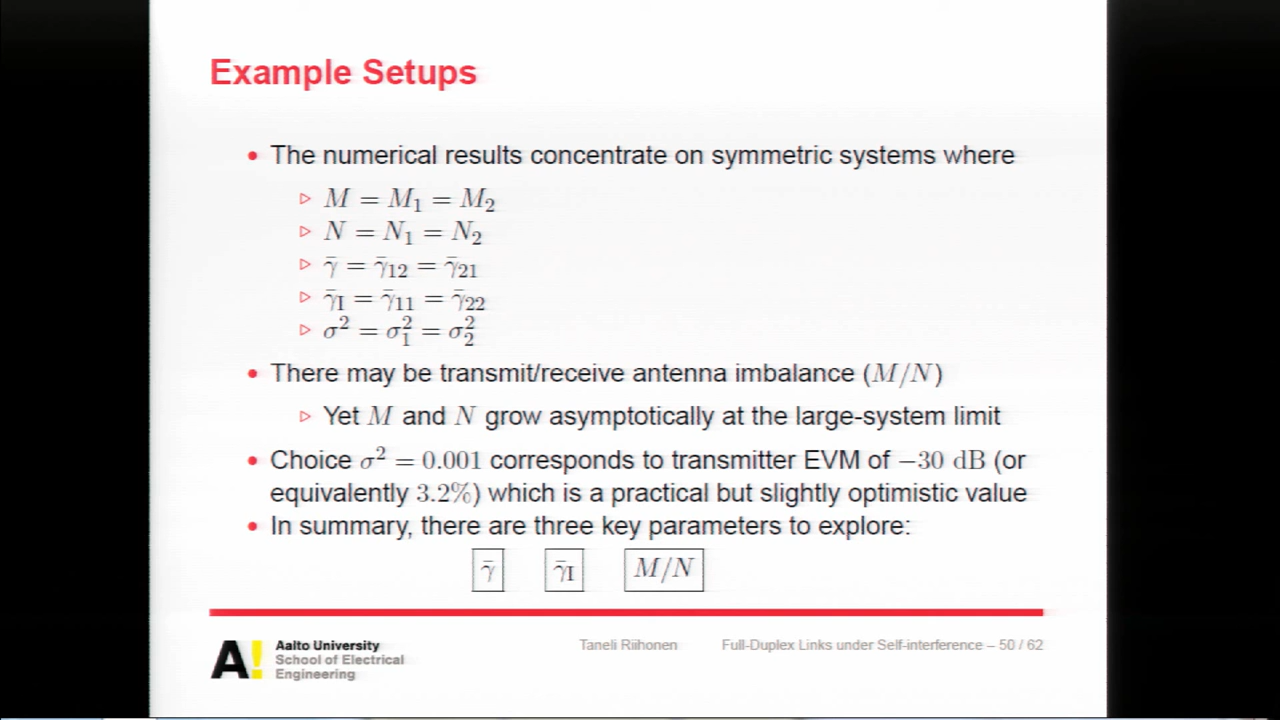 Example Setups
• The numerical results concentrate on symmetric systems where
▷ M = M₁ = M₂
▷ N = N₁ = N₂
▷ γ̄ = γ̄₁₂ = γ̄₂₁
▷ γ̄_I = γ̄₁₁ = γ̄₂₂
▷ σ² = σ₁² = σ₂²
• There may be transmit/receive antenna imbalance (M/N)
▷ Yet M and N grow asymptotically at the large-system limit
• Choice σ² = 0.001 corresponds to transmitter EVM of −30 dB (or
equivalently 3.2%) which is a practical but slightly optimistic value
• In summary, there are three key parameters to explore:
γ̄ γ̄_I M/N
A! Aalto University
School of Electrical
Engineering
Taneli Riihonen Full-Duplex Links under Self-interference – 50 / 62